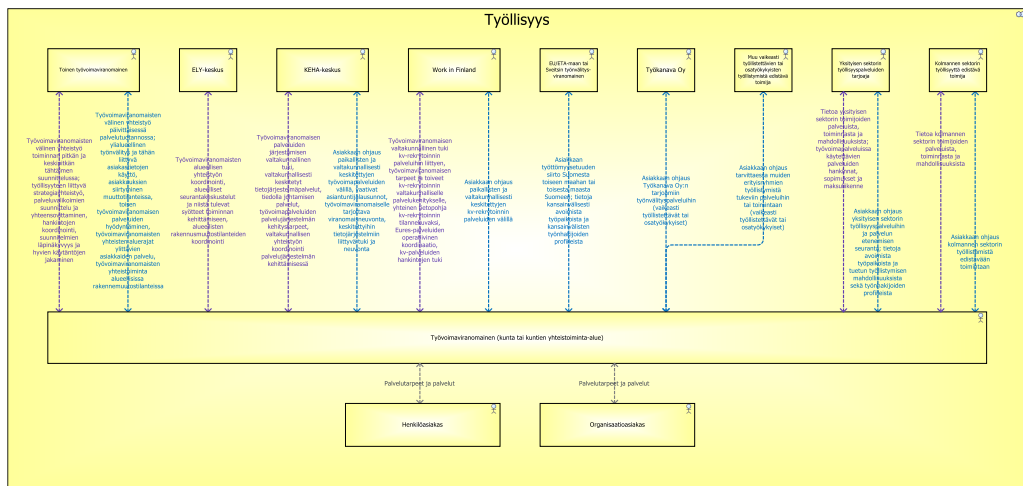 Työllisyys
Toinen työvoimaviranomainen
ELY-keskus
KEHA-keskus
Work in Finland
EU/ETA-maan tai
Sveitsin työnvälitys-
viranomainen
Työkanava Oy
Muu vaikeasti
työllistettävien tai
osatyökykyisten
työllistymistä edistävä
toimija
Yksityisen sektorin
työllisyyspalveluiden
tarjoaja
Kolmannen sektorin
työllisyyttä edistävä
toimija
Työvoimaviranomaisten
välinen yhteistyö
toiminnan pitkän ja
keskipitkän
tähtäimen
suunnittelussa;
työllisyyteen liittyvä
strategiayhteistyö,
palveluvalikoimien
suunnittelu ja
yhteensovittaminen,
hankintojen
koordinointi,
suunnitelmien
läpinäkyvyys ja
hyvien käytäntöjen
jakaminen
Työvoimaviranomaisten
välinen yhteistyö
päivittäisessä
palvelutuotannossa;
ylialueellinen
työnvälitys ja tähän
liittyvä
asiakastietojen
käyttö,
asiakkuuksien
siirtyminen
muuttotilanteissa,
toisen
työvoimaviranomaisen
palveluiden
hyödyntäminen,
työvoimaviranomaisten
yhteistemaluerajat
ylittävien
asiakkaiden palvelu,
työvoimaviranomaisten
yhteistoiminta
alueellisissa
rakennemuutostilanteissa
Työvoimaviranomaisten
alueellisen
yhteistyön
koordinointi,
alueelliset
seurantakeskustelut
ja niistä tulevat
syötteet toiminnan
kehittämiseen,
alueellisten
rakennusmuutostilanteiden
koordinointi
Työvoimaviranomaisen
palveluiden
järjestämisen
valtakunnallinen
tuki,
valtakunnallisesti
keskitetyt
tietojärjestelmäpalvelut,
tiedolla johtamisen
palvelut,
työvoimapalveluiden
palvelujärjestelmän
kehitystarpeet,
valtakunnallisen
yhteistyön
koordinointi
palvelujärjestelmän
kehittämisessä
Asiakkaan ohjaus
paikallisten ja
valtakunnallisesti
keskitettyjen
työvoimapalveluiden
välillä, vaativat
asiantuntijalausunnot,
työvoimaviranomaiselle
tarjottava
viranomaisneuvonta,
keskitettyihin
tietojärjestelmiin
liittyvä tuki ja
neuvonta
Työvoimaviranomaisten
valtakunnallinen tuki
kv-rekrytoinnin
palveluihin liittyen,
työvoimaviranomaisen
tarpeet ja toiveet
kv-rekrytoinnin
valtakunnalliselle
palvelukehitykselle,
yhteinen tietopohja
kv-rekrytoinnin
tilannekuvaksi,
Eures-palveluiden
operatiivinen
koordinaatio,
kv-palveluiden
hankintojen tuki
Asiakkaan ohjaus
paikallisten ja
valtakunnallisesti
keskitettyjen
kv-rekrytoinnin
palveluiden välillä
Asiakkaan
työttömyysetuuden
siirto Suomesta
toiseen maahan tai
toisesta maasta
Suomeen; tietoja
kansainvälisesti
avoimista
työpaikoista ja
kansainvälisten
työnhakijoiden
profiileista
Asiakkaan ohjaus
Työkanava Oy:n
tarjoamiin
työnvälityspalveluihin
(vaikeasti
työllistettävät tai
osatyökykyiset)
Asiakkaan ohjaus
tarvittaessa muiden
erityisryhmien
työllistymistä
tukeviin palveluihin
tai toimintaan
(vaikeasti
työllistettävät tai
osatyökykyiset)
Tietoa yksityisen
sektorin toimijoiden
palveluista,
toiminnasta ja
mahdollisuuksista;
työvoimapalveluissa
käytettävien
palveluiden
hankinnat,
sopimukset ja
maksuliikenne
Asiakkaan ohjaus
yksityisen sektorin
työllisyyspalveluihin
ja palvelun
etenemisen
seuranta; tietoja
avoimista
työpaikoista ja
tuetun työllistymisen
mahdollisuuksista
sekä työnhakijoiden
profiileista
Tietoa kolmannen
sektorin toimijoiden
palveluista,
toiminnasta ja
mahdollisuuksista
Asiakkaan ohjaus
kolmannen sektorin
työllistymistä
edistävään
toimintaan
Työvoimaviranomainen (kunta tai kuntien yhteistoiminta-alue)
Palvelutarpeet ja palvelut
Palvelutarpeet ja palvelut
Henkilöasiakas
Organisaatioasiakas